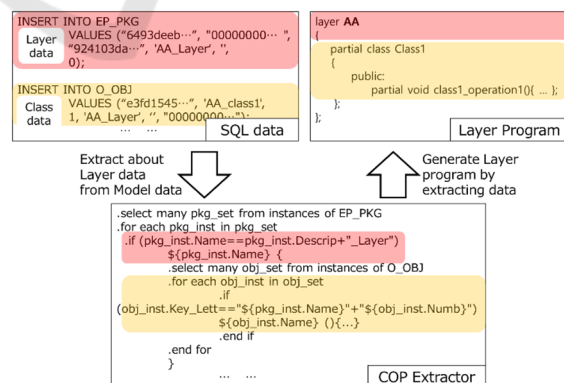 INSERT INTO EP_PKG
Layer data
VALUES ("6493deeb…", "00000000… ",
"924103da…", 'AA_Layer', '',
0);
INSERT INTO O_OBJ
Class data
VALUES ("e3fd1545…", 'AA_class1',
1, 'AA_Layer', '', "00000000…");
… …
SQL data
layer AA
{
partial class Class1
{
public:
partial void class1_operation1(){ … };
};
};
Layer Program
Extract about
Layer data
from Model data
Generate Layer
program by
extracting data
.select many pkg_set from instances of EP_PKG
.for each pkg_inst in pkg_set
.if (pkg_inst.Name==pkg_inst.Descrip+"_Layer")
${pkg_inst.Name} {
.select many obj_set from instances of O_OBJ
.for each obj_inst in obj_set
.if
(obj_inst.Key_Lett=="${pkg_inst.Name}"+"${obj_inst.Numb}")
${obj_inst.Name} (){...}
.end if
.end for
}
… …
COP Extractor